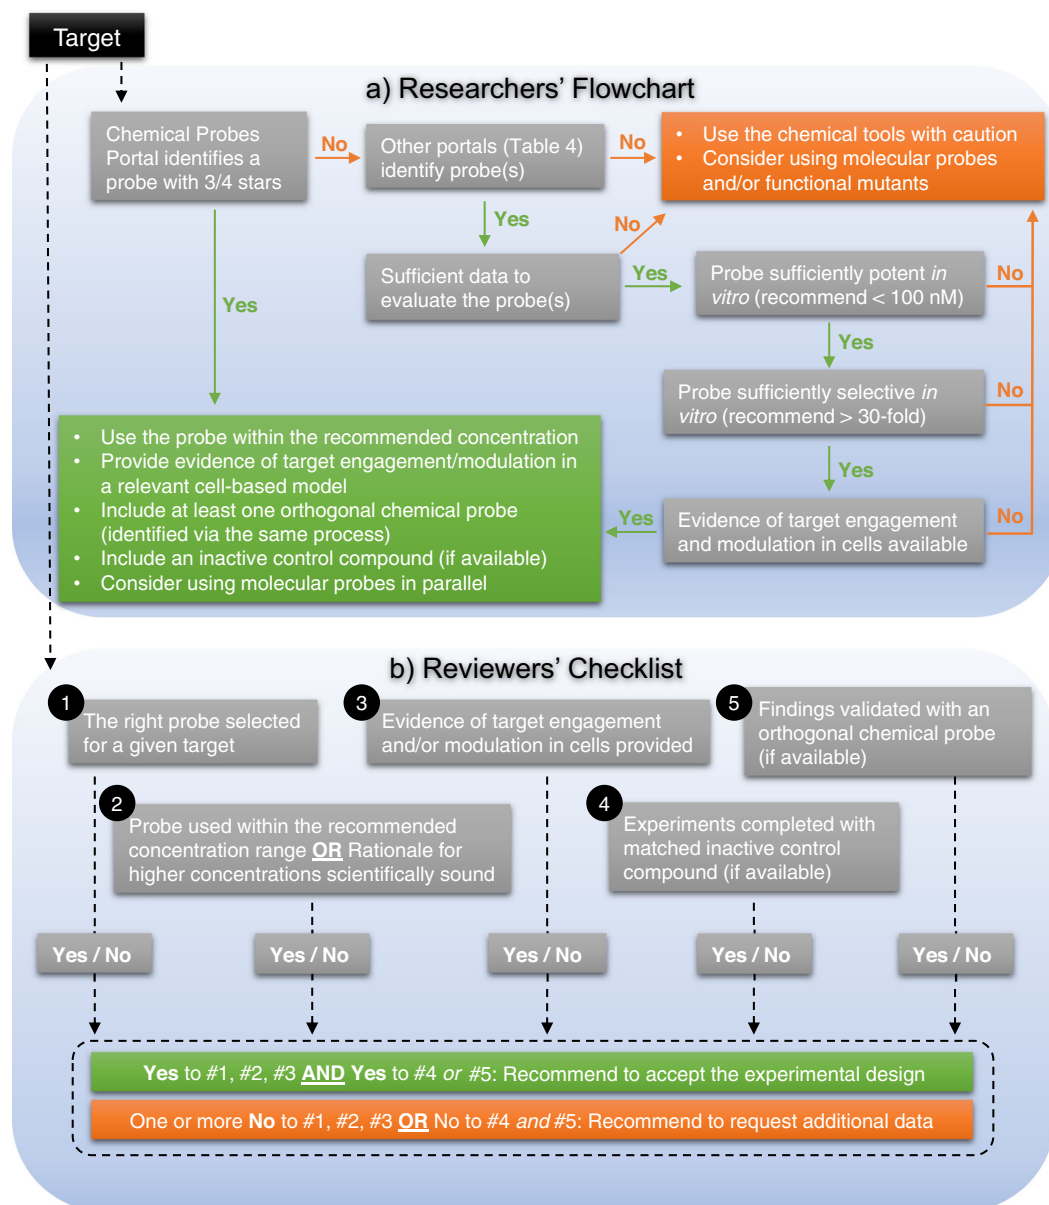 Target
a) Researchers' Flowchart
Chemical Probes
Portal identifies a
probe with 3/4 stars
No
Other portals (Table 4)
identify probe(s)
No
• Use the chemical tools with caution
• Consider using molecular probes
and/or functional mutants
Yes
No
Sufficient data to
evaluate the probe(s)
Yes
Probe sufficiently potent in
vitro (recommend < 100 nM)
No
Yes
Yes
Probe sufficiently selective in
vitro (recommend > 30-fold)
No
Yes
Evidence of target engagement
and modulation in cells available
No
Yes
• Use the probe within the recommended concentration
• Provide evidence of target engagement/modulation in
a relevant cell-based model
• Include at least one orthogonal chemical probe
(identified via the same process)
• Include an inactive control compound (if available)
• Consider using molecular probes in parallel
b) Reviewers' Checklist
1
The right probe selected
for a given target
2
Probe used within the recommended
concentration range OR Rationale for
higher concentrations scientifically sound
3
Evidence of target engagement
and/or modulation in cells provided
4
Experiments completed with
matched inactive control
compound (if available)
5
Findings validated with an
orthogonal chemical probe
(if available)
Yes / No
Yes / No
Yes / No
Yes / No
Yes / No
Yes to #1, #2, #3 AND Yes to #4 or #5: Recommend to accept the experimental design
One or more No to #1, #2, #3 OR No to #4 and #5: Recommend to request additional data